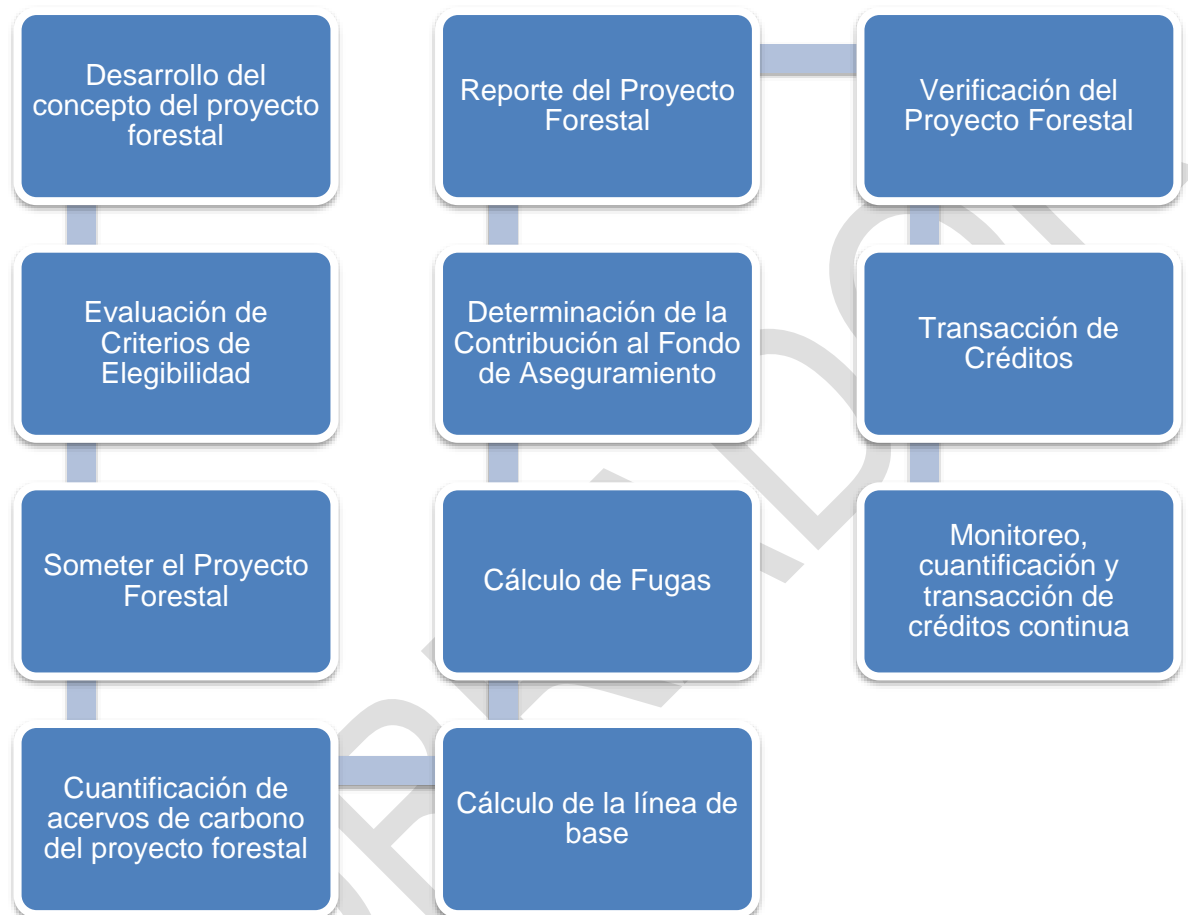 Desarrollo del
concepto del proyecto
forestal
Evaluación de
Criterios de
Elegibilidad
Someter el Proyecto
Forestal
Cuantificación de
acervos de carbono
del proyecto forestal
Cálculo de la línea de
base
Cálculo de Fugas
Determinación de la
Contribución al Fondo
de Aseguramiento
Reporte del Proyecto
Forestal
Verificación del
Proyecto Forestal
Transacción de
Créditos
Monitoreo,
cuantificación y
transacción de
créditos continua